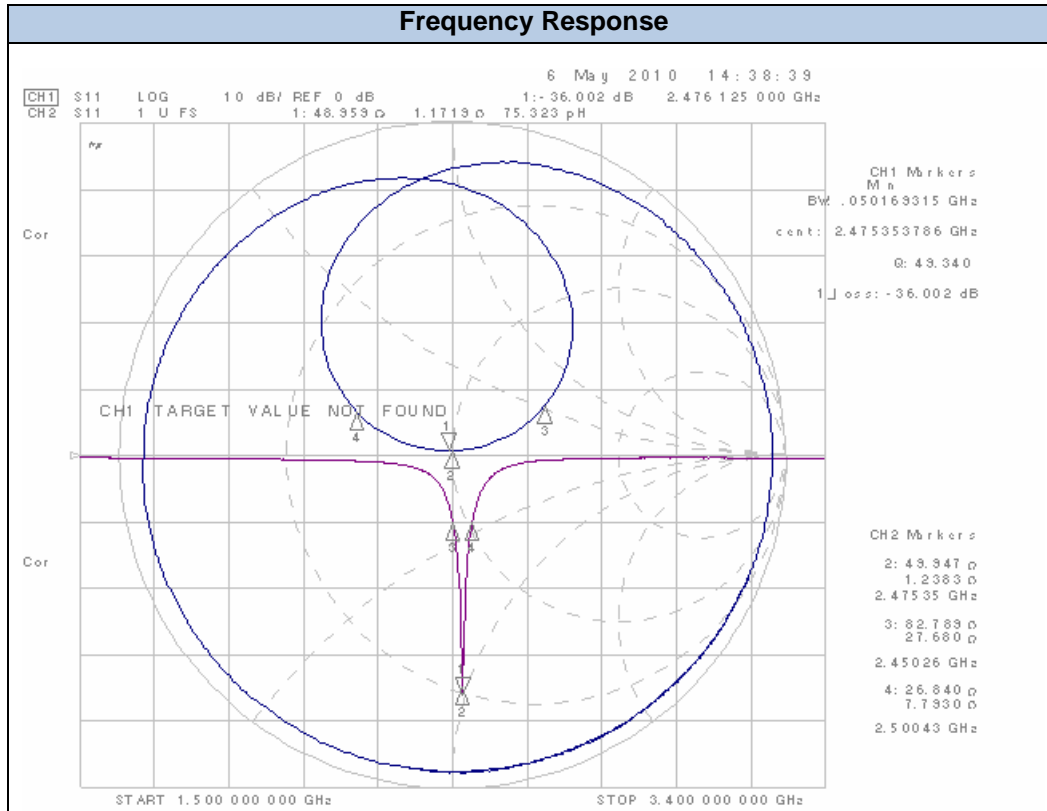 Frequency Response
6 May 2010 14:38:39
CH1 S11 LOG 10 dB/ REF 0 dB 1:-36.002 dB 2.476 125 000 GHz
CH2 S11 1 U FS 1: 48.959 Ω 1.1719 Ω 75.323 pH
CH1 Markers
Min
BW: .050169315 GHz
cent: 2.475353786 GHz
Q: 49.340
1 loss: -36.002 dB
Cor
CH1 TARGET VALUE NOT FOUND
1
4
3
2
3
4
1
2
Cor
CH2 Markers
2: 49.947 Ω
1.2383 Ω
2.47535 GHz
3: 82.789 Ω
27.680 Ω
2.45026 GHz
4: 26.840 Ω
7.7930 Ω
2.50043 GHz
START 1.500 000 000 GHz STOP 3.400 000 000 GHz